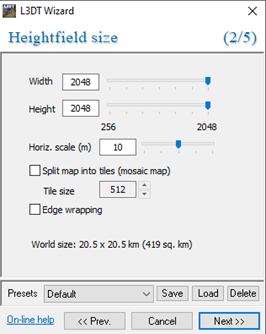 L3DT Wizard
Heightfield size (2/5)
Width 2048
Height 2048
256 2048
Horiz. scale (m) 10
Split map into tiles (mosaic map)
Tile size 512
Edge wrapping
World size: 20.5 x 20.5 km (419 sq. km)
Presets Default Save Load Delete
On-line help << Prev. Cancel Next >>